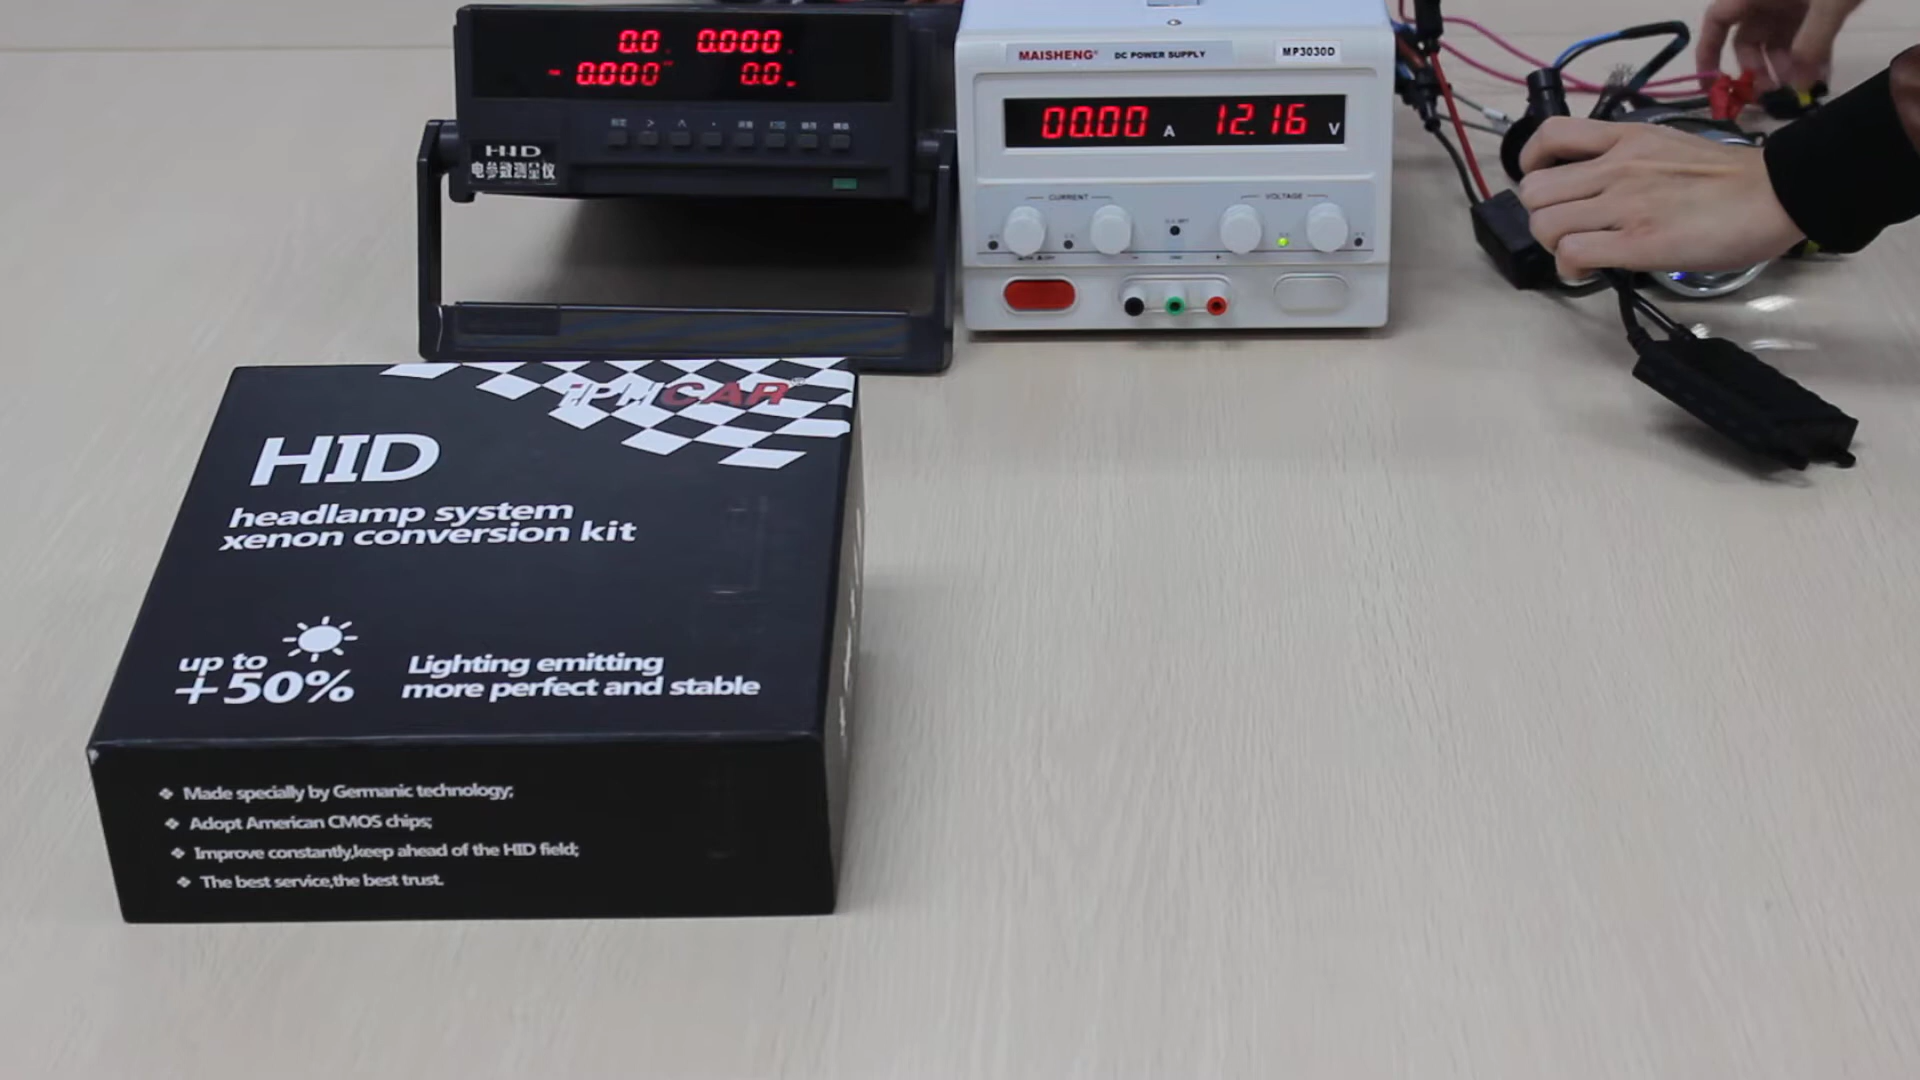 0.0 0.000
- 0.000 0.0
HID
电参数测量仪
MAISHENG® DC POWER SUPPLY MP3030D
00.00 A 12.16 V
CURRENT VOLTAGE
iPHCAR®
HID
headlamp system
xenon conversion kit
up to
+50%
Lighting emitting
more perfect and stable
❖ Made specially by Germanic technology;
❖ Adopt American CMOS chips;
❖ Improve constantly,keep ahead of the HID field;
❖ The best service,the best trust.